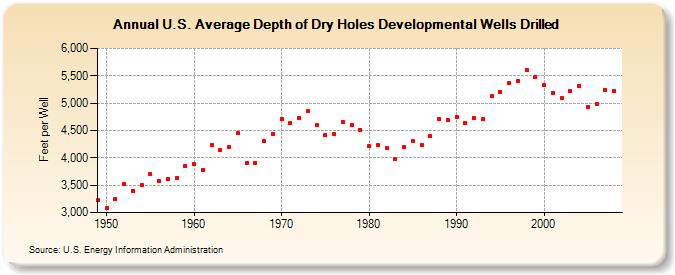 Annual U.S. Average Depth of Dry Holes Developmental Wells Drilled
Feet per Well
6,000
5,500
5,000
4,500
4,000
3,500
3,000
1950 1960 1970 1980 1990 2000
Source: U.S. Energy Information Administration